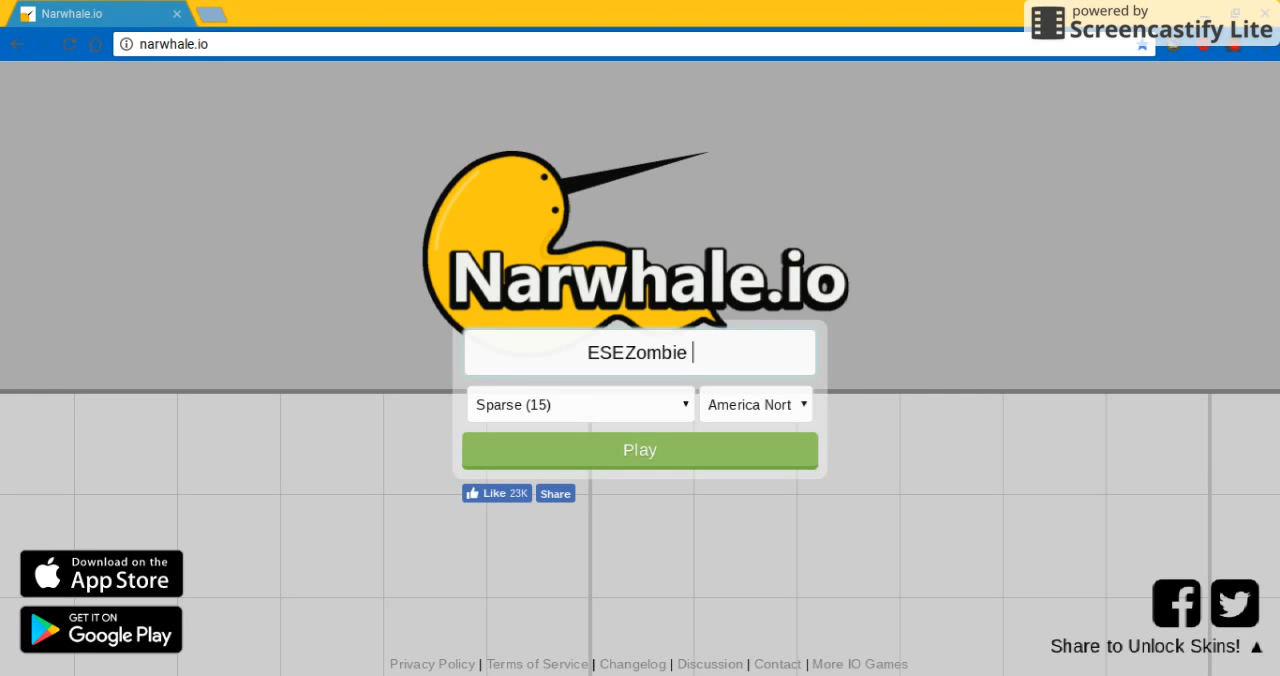 Narwhale.io
powered by
Screencastify Lite
narwhale.io
Narwhale.io
ESEZombie
Sparse (15)
America Nort
Play
Like 23K
Share
Download on the
App Store
GET IT ON
Google Play
Share to Unlock Skins! ▲
Privacy Policy | Terms of Service | Changelog | Discussion | Contact | More IO Games